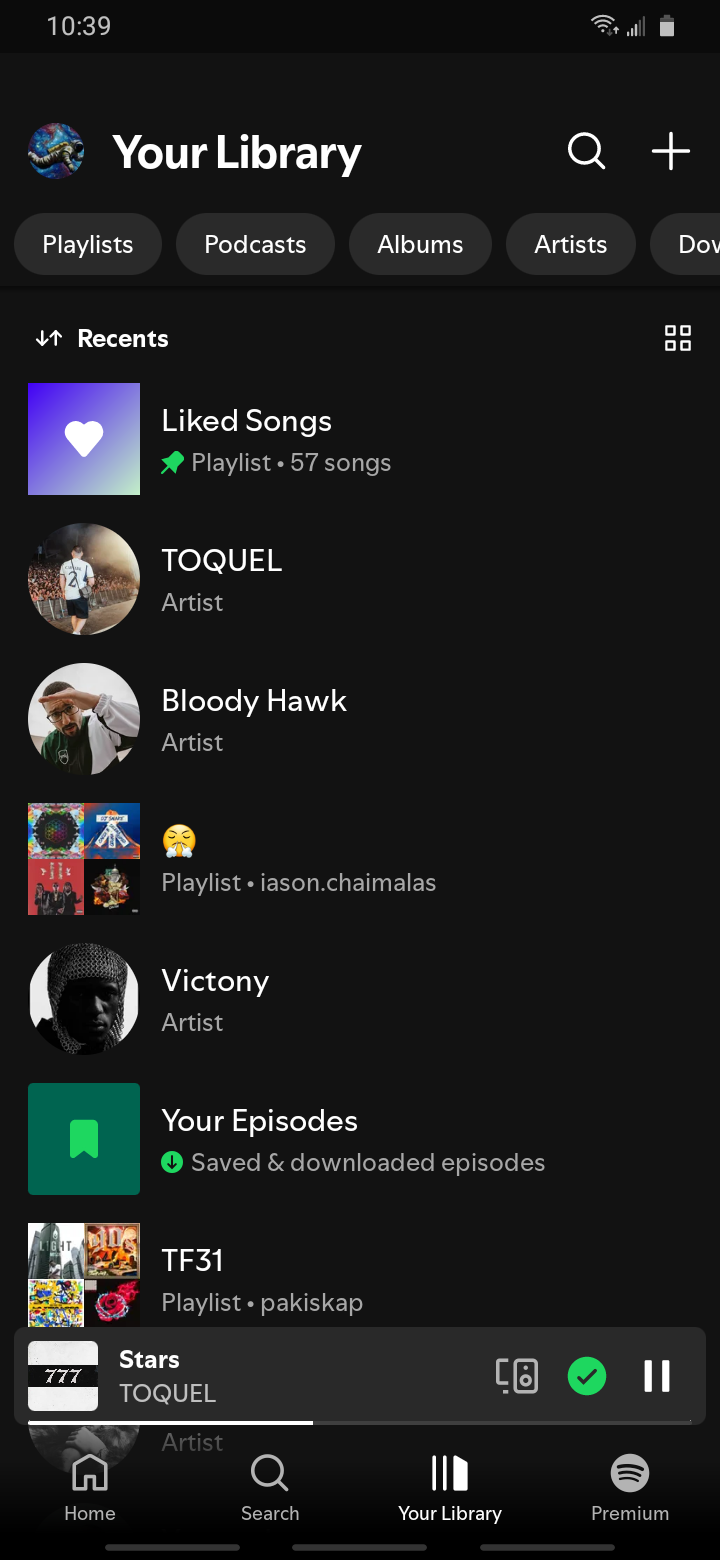 10:39
Your Library
Playlists Podcasts Albums Artists Dov
Recents
Liked Songs
Playlist • 57 songs
TOQUEL
Artist
Bloody Hawk
Artist
😤
Playlist • iason.chaimalas
Victony
Artist
Your Episodes
Saved & downloaded episodes
LIGHT
TF31
Playlist • pakiskap
777
Stars
TOQUEL
Artist
Home Search Your Library Premium